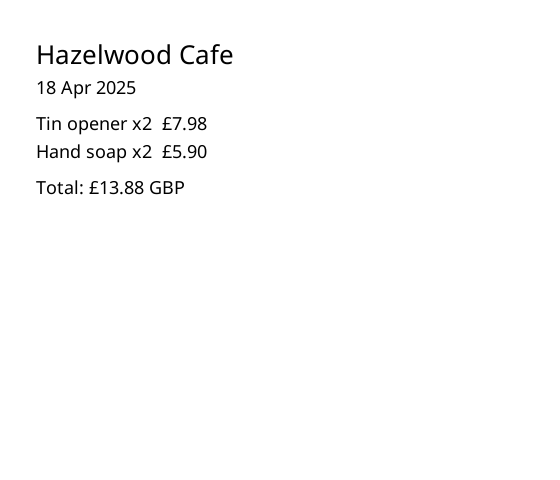 Hazelwood Cafe
18 Apr 2025
Tin opener x2 £7.98
Hand soap x2 £5.90
Total: £13.88 GBP